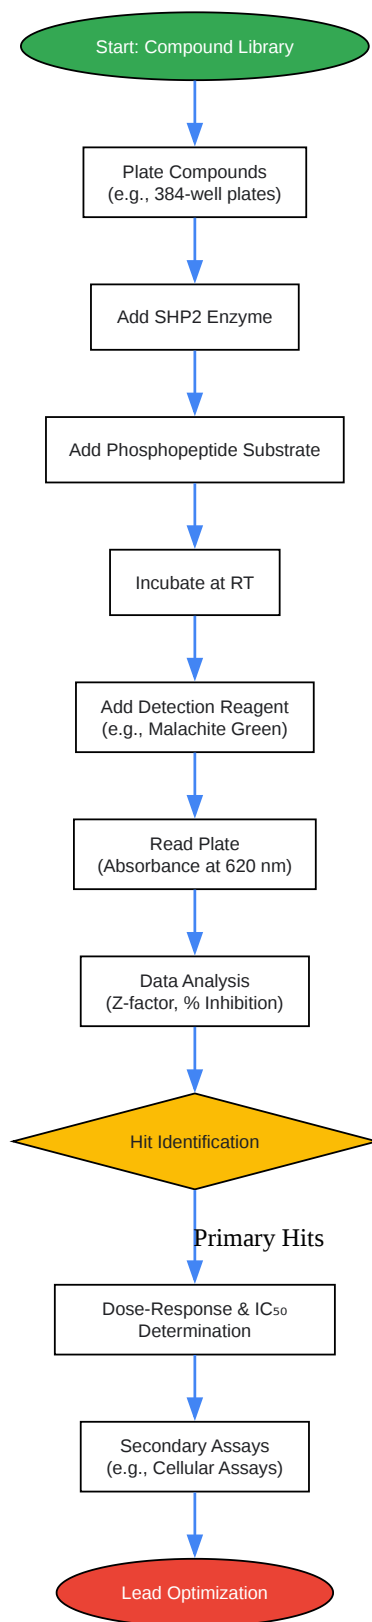 Start: Compound Library
Plate Compounds
(e.g., 384-well plates)
Add SHP2 Enzyme
Add Phosphopeptide Substrate
Incubate at RT
Add Detection Reagent
(e.g., Malachite Green)
Read Plate
(Absorbance at 620 nm)
Data Analysis
(Z-factor, % Inhibition)
Hit Identification
Primary Hits
Dose-Response & IC₅₀
Determination
Secondary Assays
(e.g., Cellular Assays)
Lead Optimization